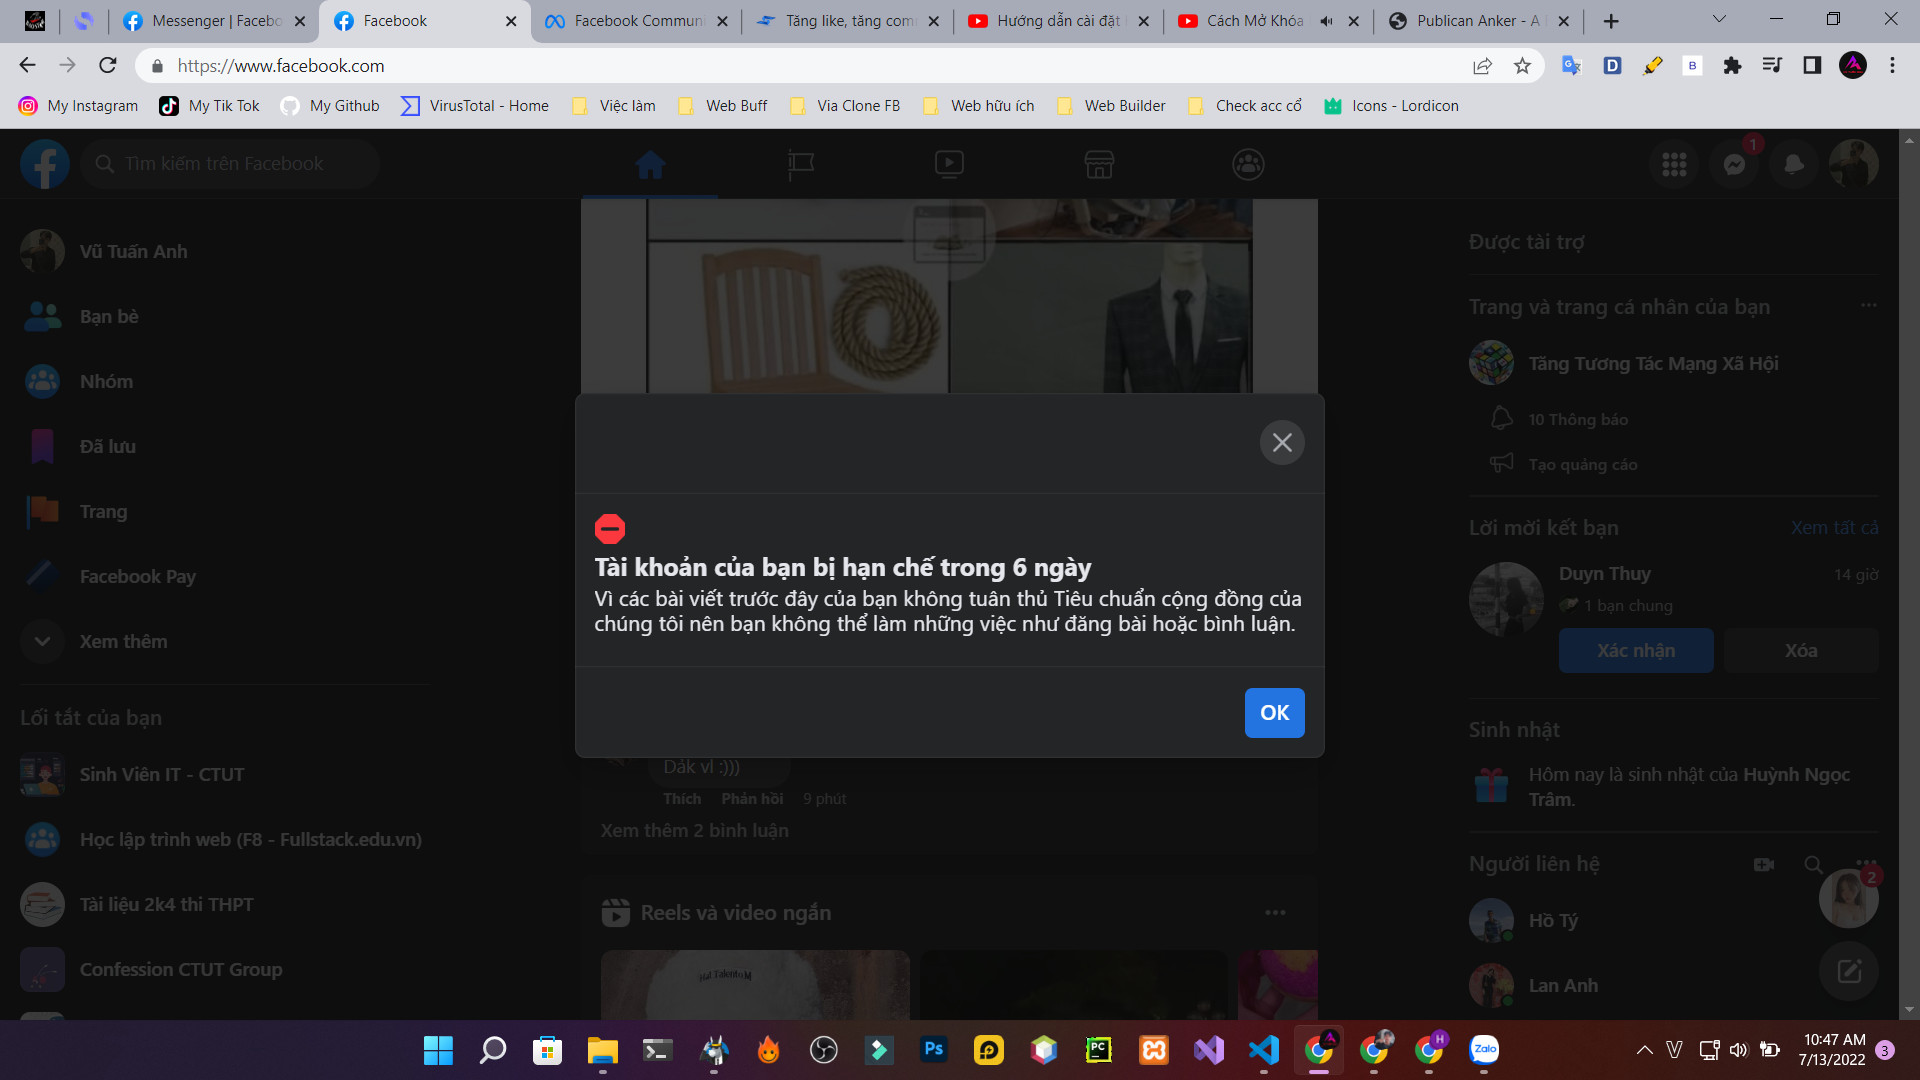 Messenger | Facebo
Facebook
Facebook Communi
Tăng like, tăng com
Hướng dẫn cài đặt
Cách Mở Khóa
Publican Anker - A
https://www.facebook.com
My Instagram
My Tik Tok
My Github
VirusTotal - Home
Việc làm
Web Buff
Via Clone FB
Web hữu ích
Web Builder
Check acc cổ
Icons - Lordicon
Tìm kiếm trên Facebook
1
Vũ Tuấn Anh
Bạn bè
Nhóm
Đã lưu
Trang
Facebook Pay
Xem thêm
Lối tắt của bạn
Sinh Viên IT - CTUT
Học lập trình web (F8 - Fullstack.edu.vn)
Tài liệu 2k4 thi THPT
Confession CTUT Group
Tài khoản của bạn bị hạn chế trong 6 ngày
Vì các bài viết trước đây của bạn không tuân thủ Tiêu chuẩn cộng đồng của
chúng tôi nên bạn không thể làm những việc như đăng bài hoặc bình luận.
OK
Dảk vl :)))
Thích Phản hồi 9 phút
Xem thêm 2 bình luận
Reels và video ngắn
Được tài trợ
Trang và trang cá nhân của bạn
Tăng Tương Tác Mạng Xã Hội
10 Thông báo
Tạo quảng cáo
Lời mời kết bạn
Xem tất cả
Duyn Thuy
14 giờ
1 bạn chung
Xác nhận
Xóa
Sinh nhật
Hôm nay là sinh nhật của Huỳnh Ngọc
Trâm.
Người liên hệ
2
Hồ Tý
Lan Anh
Ps
PC
H
Zalo
10:47 AM
7/13/2022
3